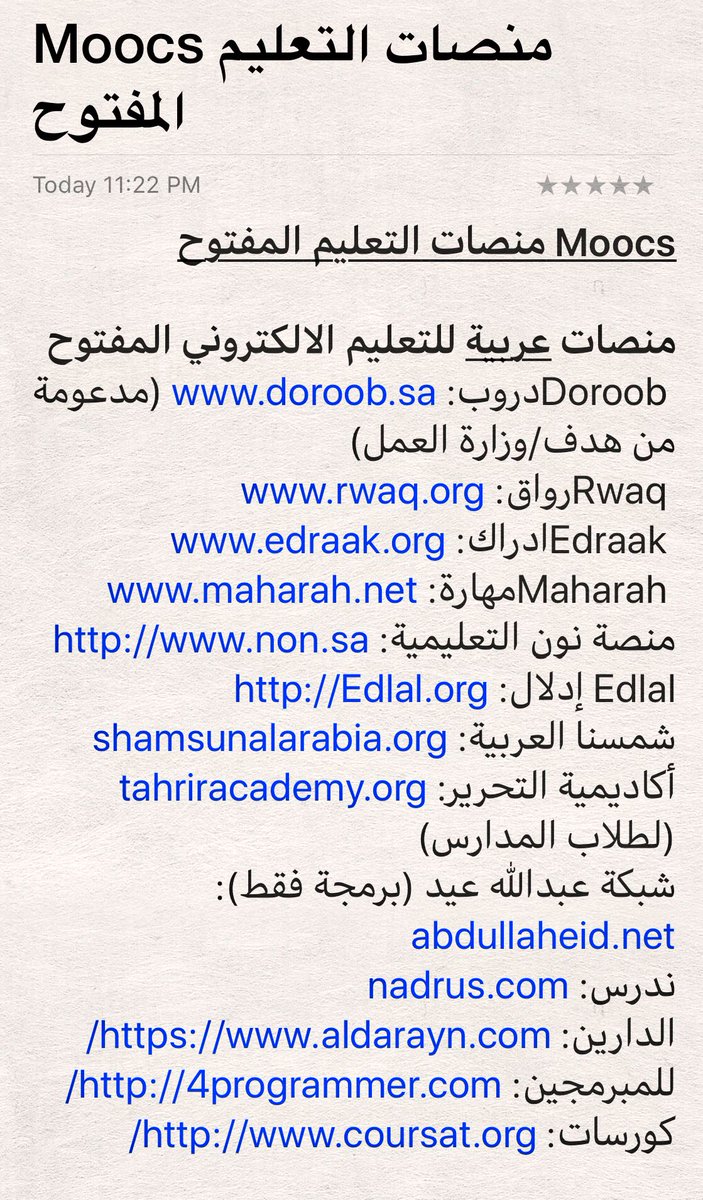 Moocs منصات التعليم
المفتوح
Today 11:22 PM ★★★★★
Moocs منصات التعليم المفتوح
منصات عربية للتعليم الالكتروني المفتوح
Doroobدروب: www.doroob.sa (مدعومة
من هدف/وزارة العمل)
Rwaqرواق: www.rwaq.org
Edraakادراك: www.edraak.org
Maharahمهارة: www.maharah.net
منصة نون التعليمية: http://www.non.sa
Edlal إدلال: http://Edlal.org
شمسنا العربية: shamsunalarabia.org
أكاديمية التحرير: tahriracademy.org
(لطلاب المدارس)
شبكة عبدالله عيد (برمجة فقط):
abdullaheid.net
ندرس: nadrus.com
الدارين: https://www.aldarayn.com/
للمبرمجين: http://4programmer.com/
كورسات: http://www.coursat.org/